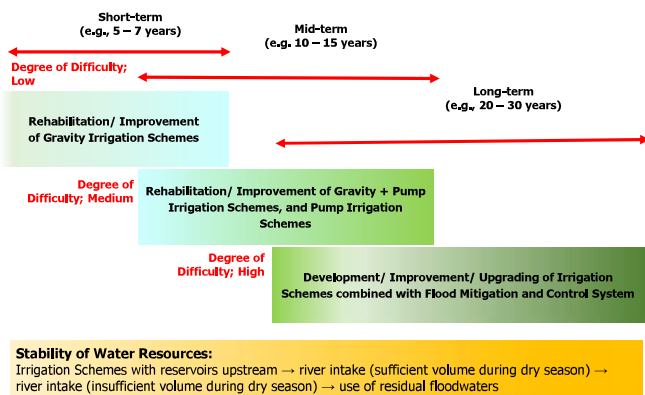 Short-term
(e.g., 5 – 7 years)
Mid-term
(e.g. 10 – 15 years)
Degree of Difficulty;
Low
Long-term
(e.g., 20 – 30 years)
Rehabilitation/ Improvement
of Gravity Irrigation Schemes
Degree of
Difficulty; Medium
Rehabilitation/ Improvement of Gravity + Pump
Irrigation Schemes, and Pump Irrigation
Schemes
Degree of
Difficulty; High
Development/ Improvement/ Upgrading of Irrigation
Schemes combined with Flood Mitigation and Control System
Stability of Water Resources:
Irrigation Schemes with reservoirs upstream → river intake (sufficient volume during dry season) →
river intake (insufficient volume during dry season) → use of residual floodwaters